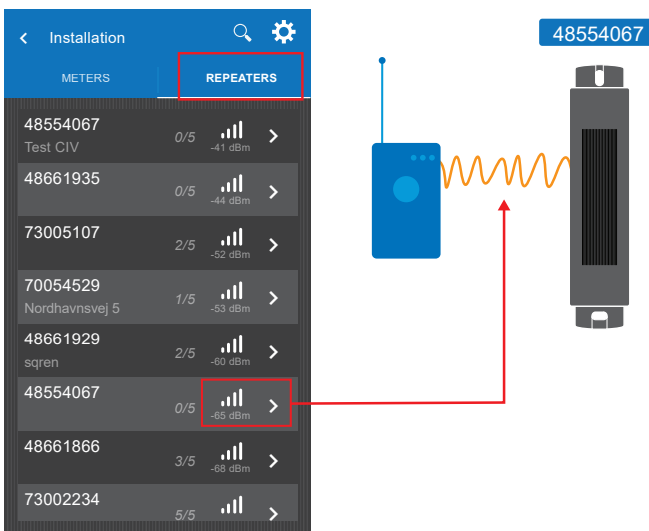 Installation
48554067
METERS
REPEATERS
48554067
Test CIV
0/5
-41 dBm
48661935
0/5
-44 dBm
73005107
2/5
-52 dBm
70054529
Nordhavnsvej 5
1/5
-53 dBm
48661929
sqren
2/5
-60 dBm
48554067
0/5
-65 dBm
48661866
3/5
-68 dBm
73002234
5/5